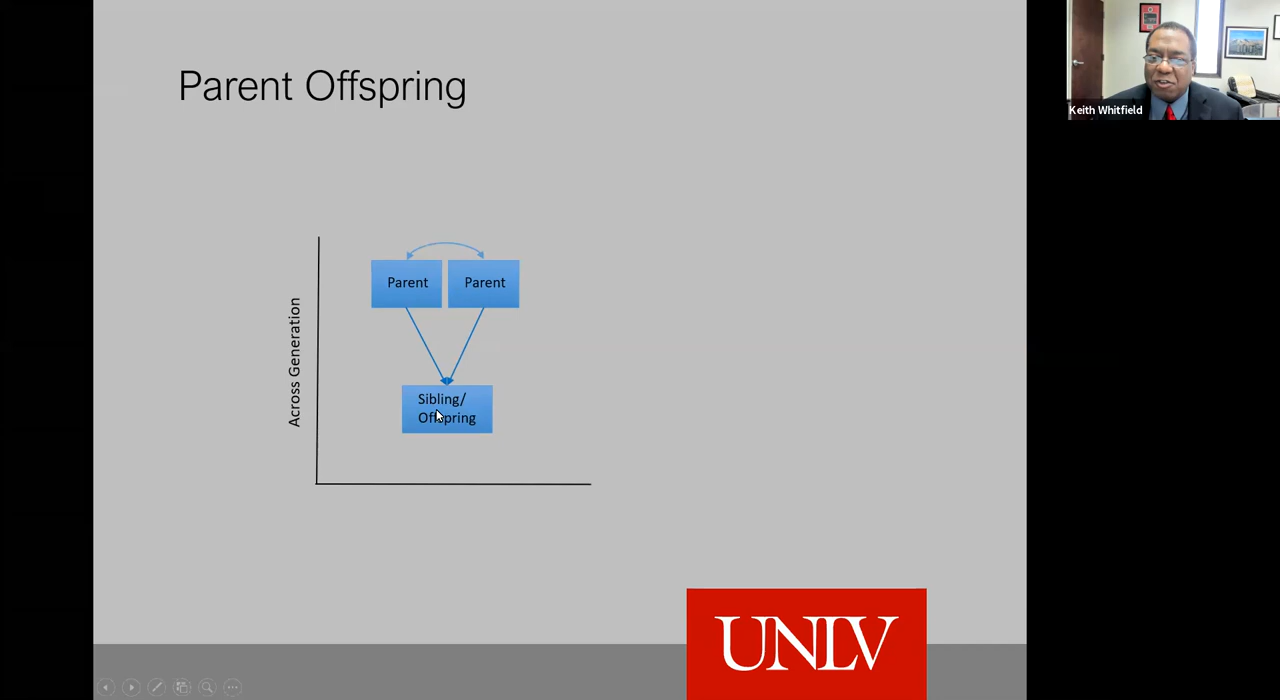 Parent Offspring
Keith Whitfield
Across Generation
Parent
Parent
Sibling/
Offspring
UNLV